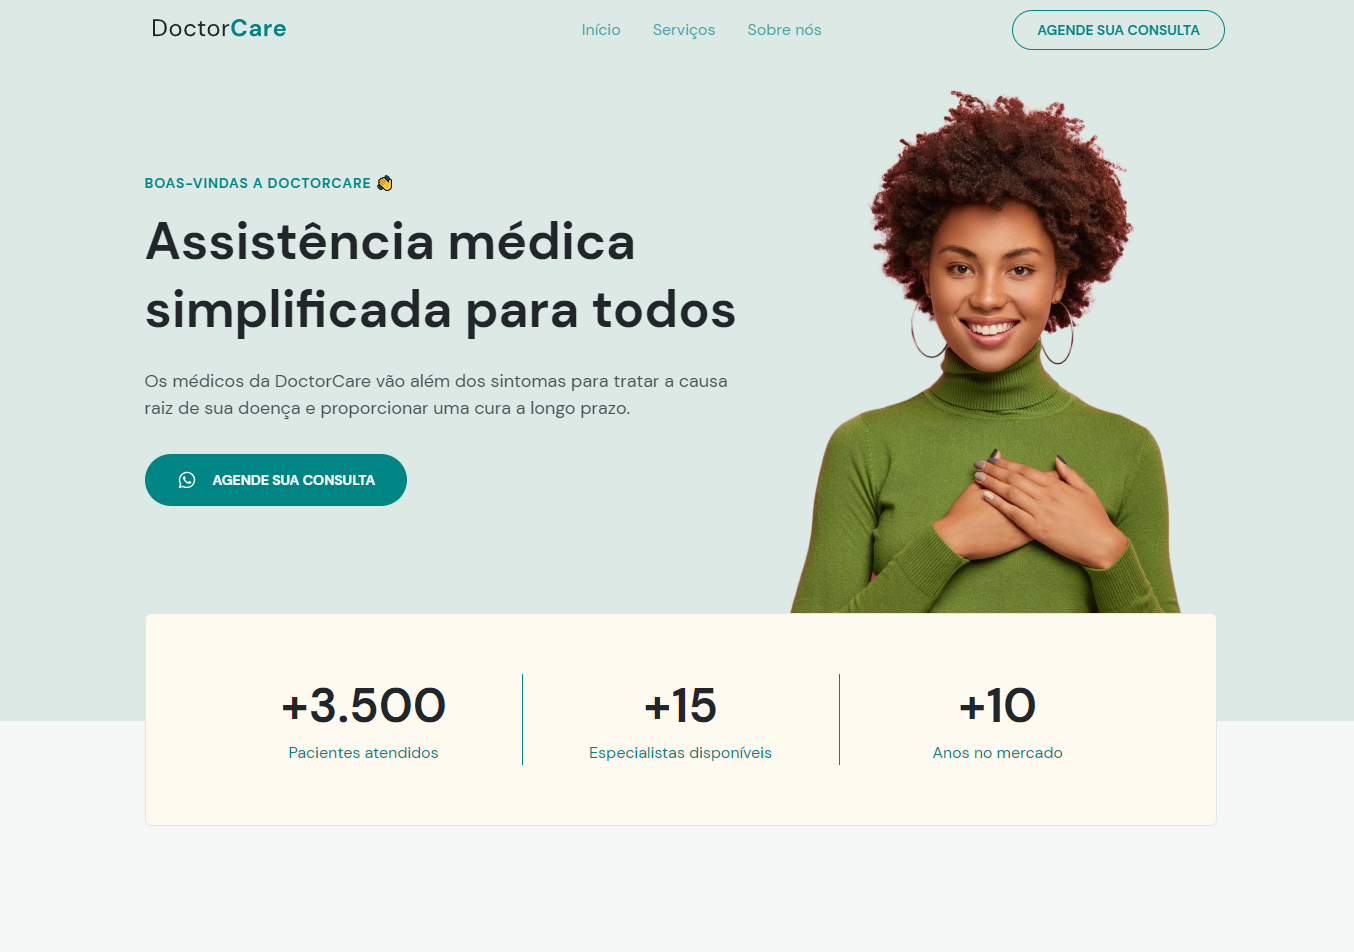 DoctorCare
Início
Serviços
Sobre nós
AGENDE SUA CONSULTA
BOAS-VINDAS A DOCTORCARE 👋
Assistência médica
simplificada para todos
Os médicos da DoctorCare vão além dos sintomas para tratar a causa
raiz de sua doença e proporcionar uma cura a longo prazo.
AGENDE SUA CONSULTA
+3.500
Pacientes atendidos
+15
Especialistas disponíveis
+10
Anos no mercado